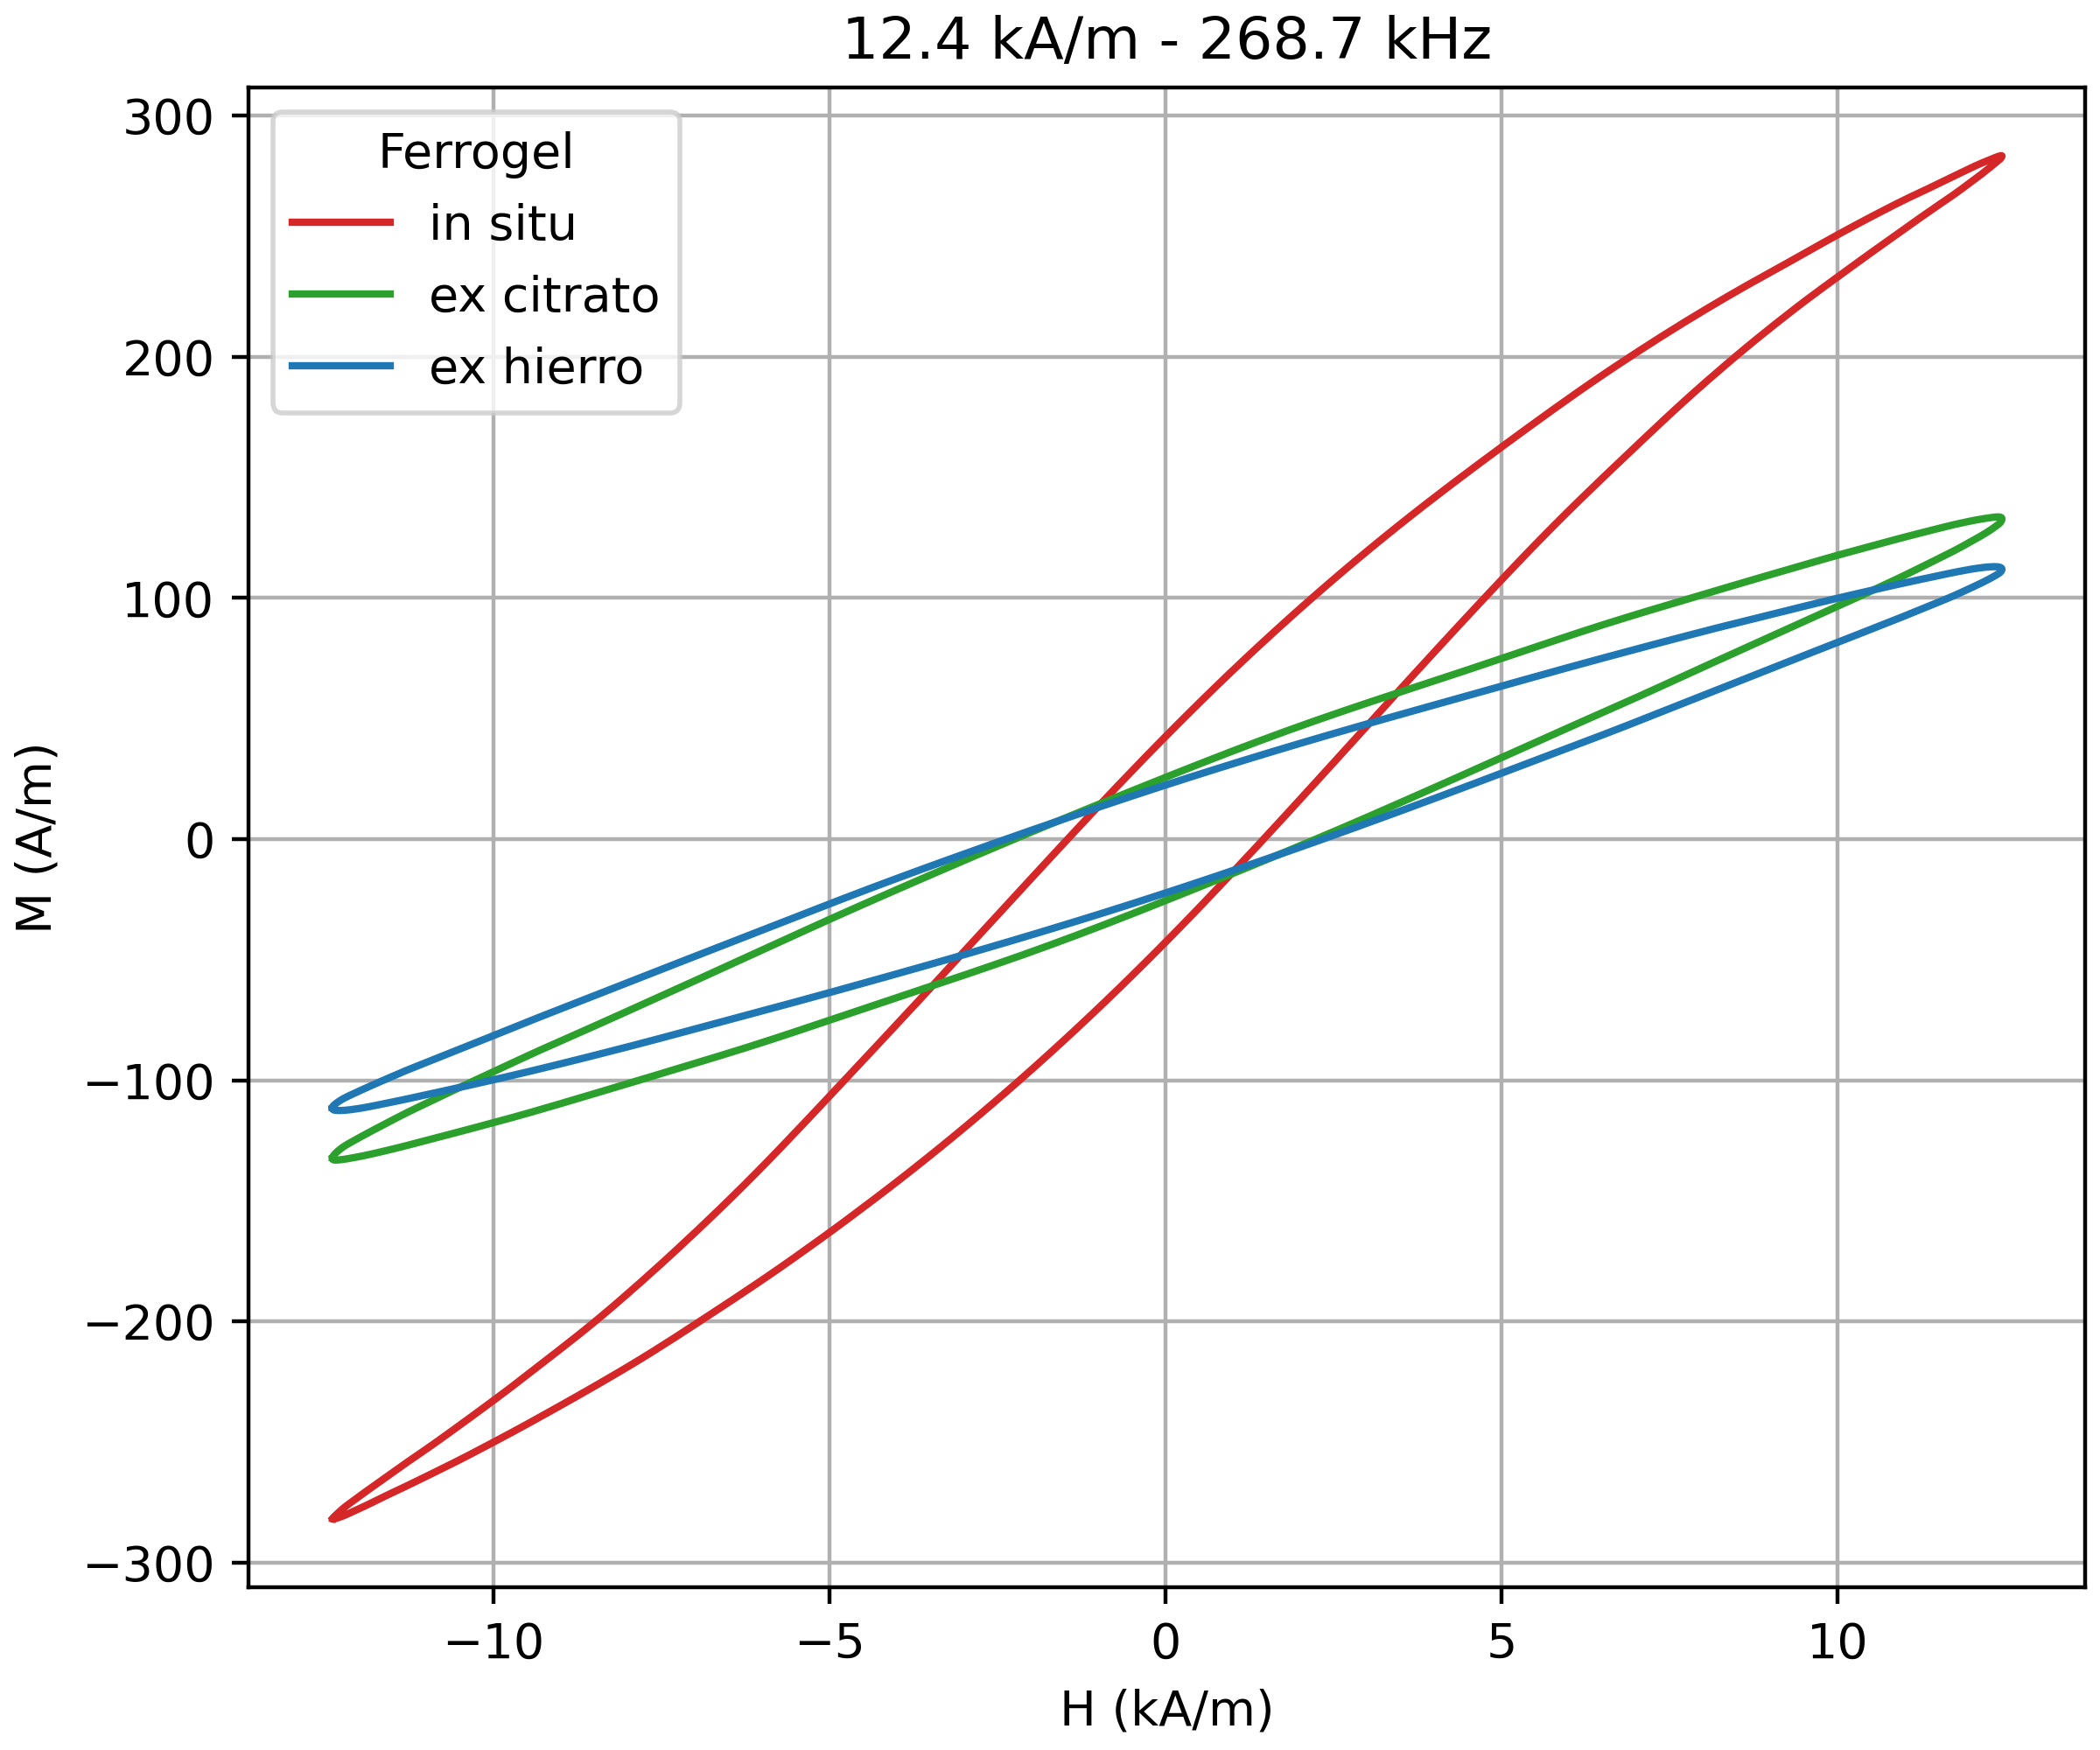 12.4 kA/m - 268.7 kHz
Ferrogel
in situ
ex citrato
ex hierro
M (A/m)
300
200
100
0
−100
−200
−300
−10
−5
0
5
10
H (kA/m)